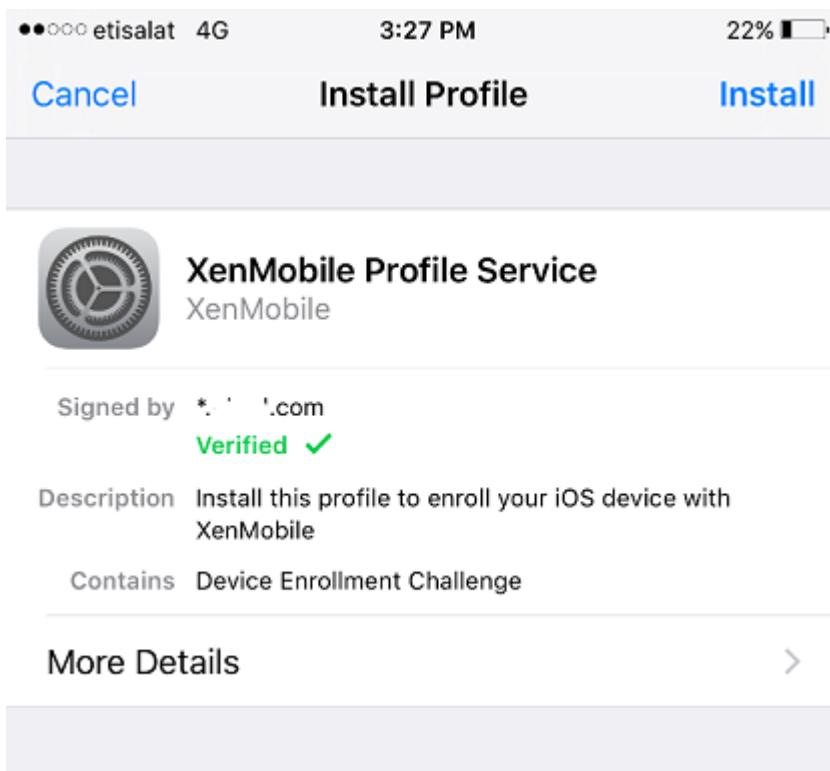 etisalat 4G 3:27 PM 22%
Cancel Install Profile Install
XenMobile Profile Service
XenMobile
Signed by *. .com
Verified ✓
Description Install this profile to enroll your iOS device with
XenMobile
Contains Device Enrollment Challenge
More Details